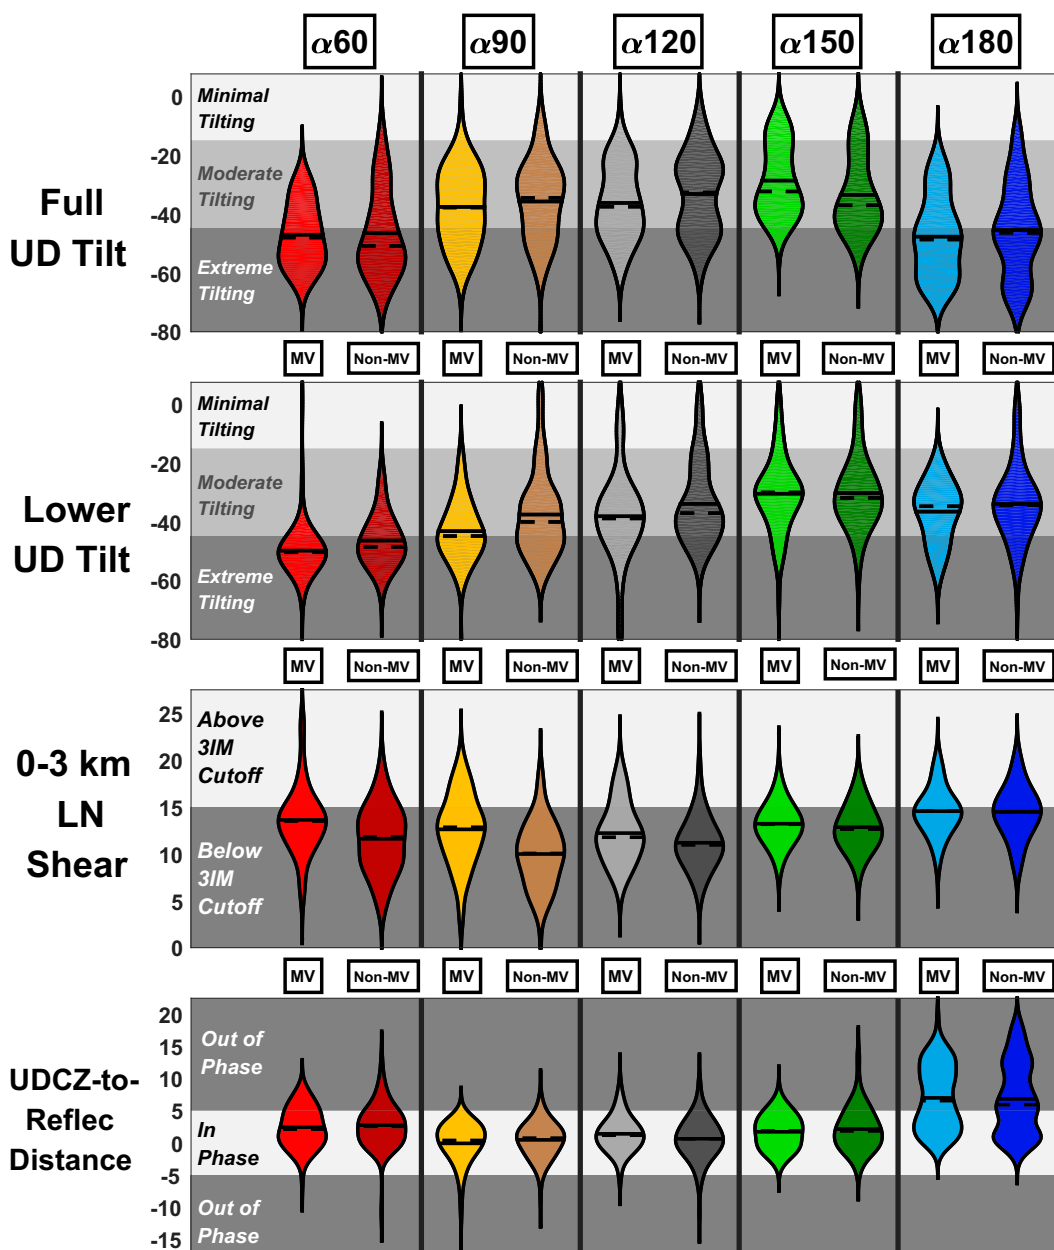 α60 α90 α120 α150 α180
Full
UD Tilt
0
-20
-40
-60
-80
Minimal
Tilting
Moderate
Tilting
Extreme
Tilting
MV Non-MV MV Non-MV MV Non-MV MV Non-MV MV Non-MV
Lower
UD Tilt
0
-20
-40
-60
-80
Minimal
Tilting
Moderate
Tilting
Extreme
Tilting
MV Non-MV MV Non-MV MV Non-MV MV Non-MV MV Non-MV
0-3 km
LN
Shear
25
20
15
10
5
0
Above
3IM
Cutoff
Below
3IM
Cutoff
MV Non-MV MV Non-MV MV Non-MV MV Non-MV MV Non-MV
UDCZ-to-
Reflec
Distance
20
15
10
5
0
-5
-10
-15
Out of
Phase
In
Phase
Out of
Phase